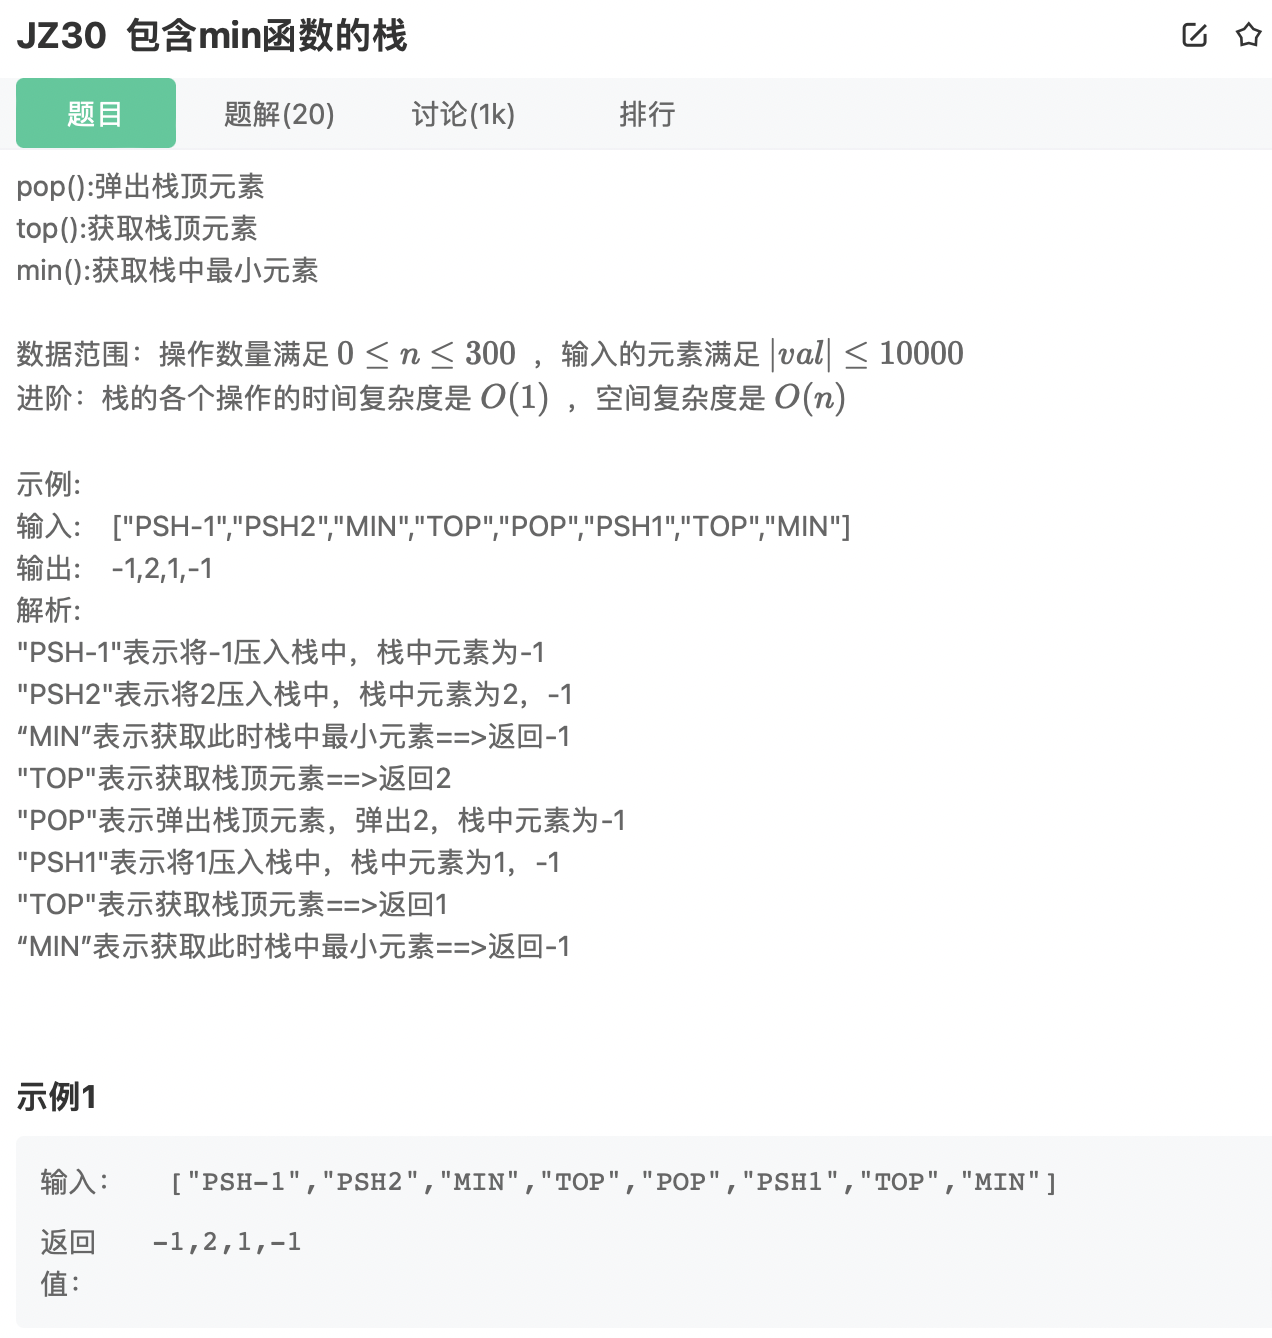 JZ30 包含min函数的栈
题目 题解(20) 讨论(1k) 排行
pop():弹出栈顶元素
top():获取栈顶元素
min():获取栈中最小元素
数据范围：操作数量满足 0 ≤ n ≤ 300 ，输入的元素满足 |val| ≤ 10000
进阶：栈的各个操作的时间复杂度是 O(1) ，空间复杂度是 O(n)
示例:
输入: ["PSH-1","PSH2","MIN","TOP","POP","PSH1","TOP","MIN"]
输出: -1,2,1,-1
解析:
"PSH-1"表示将-1压入栈中，栈中元素为-1
"PSH2"表示将2压入栈中，栈中元素为2，-1
“MIN”表示获取此时栈中最小元素==>返回-1
"TOP"表示获取栈顶元素==>返回2
"POP"表示弹出栈顶元素，弹出2，栈中元素为-1
"PSH1"表示将1压入栈中，栈中元素为1，-1
"TOP"表示获取栈顶元素==>返回1
“MIN”表示获取此时栈中最小元素==>返回-1
示例1
输入： ["PSH-1","PSH2","MIN","TOP","POP","PSH1","TOP","MIN"]
返回 -1,2,1,-1
值：